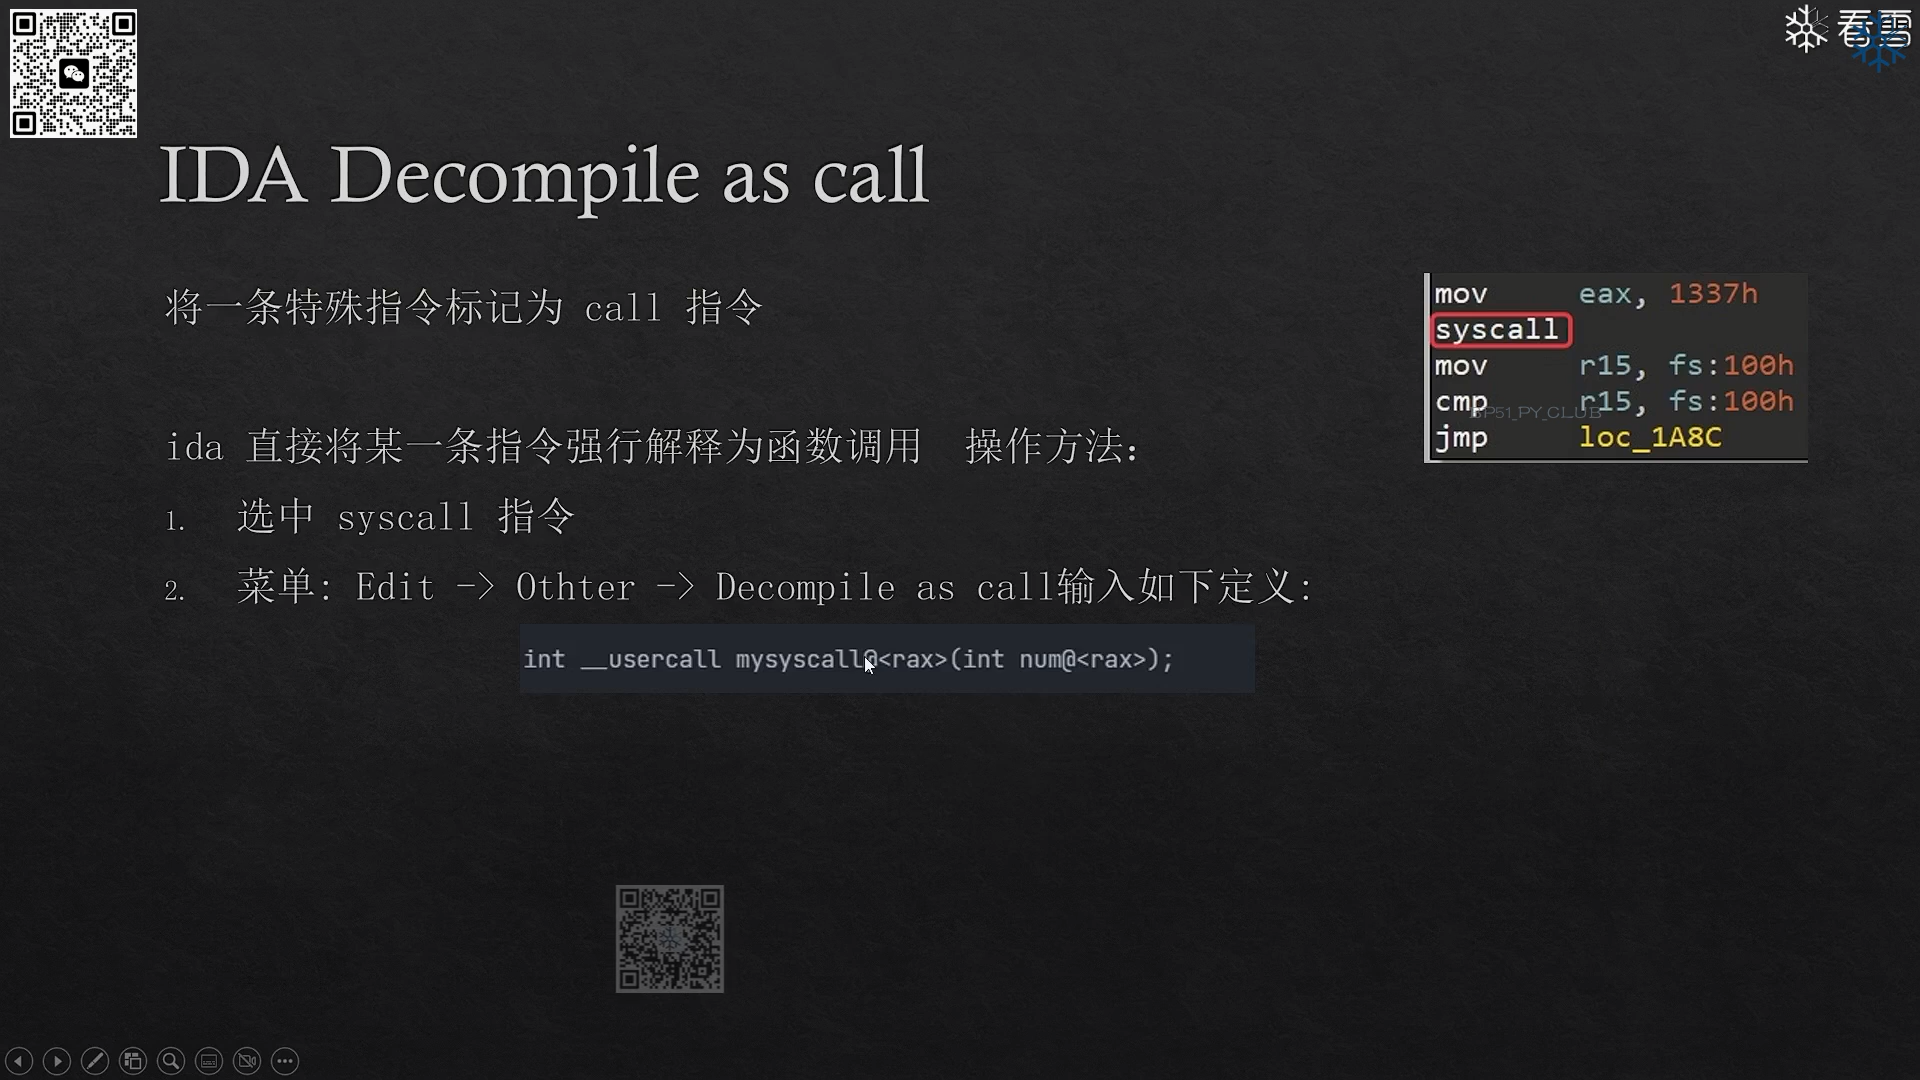 看雪
IDA Decompile as call
将一条特殊指令标记为 call 指令
mov eax, 1337h
syscall
mov r15, fs:100h
cmp r15, fs:100h
jmp loc_1A8C
ida 直接将某一条指令强行解释为函数调用 操作方法:
1. 选中 syscall 指令
2. 菜单: Edit -> Othter -> Decompile as call输入如下定义:
int __usercall mysyscall@<rax>(int num@<rax>);